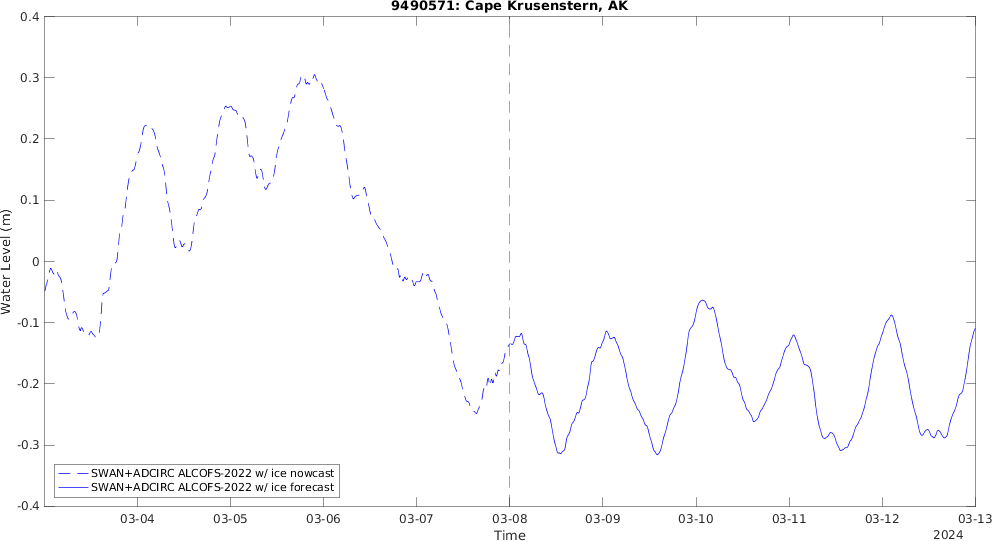 9490571: Cape Krusenstern, AK
0.4
0.3
0.2
0.1
0
-0.1
-0.2
-0.3
-0.4
Water Level (m)
SWAN+ADCIRC ALCOFS-2022 w/ ice nowcast
SWAN+ADCIRC ALCOFS-2022 w/ ice forecast
03-04 03-05 03-06 03-07 03-08 03-09 03-10 03-11 03-12 03-13
Time
2024